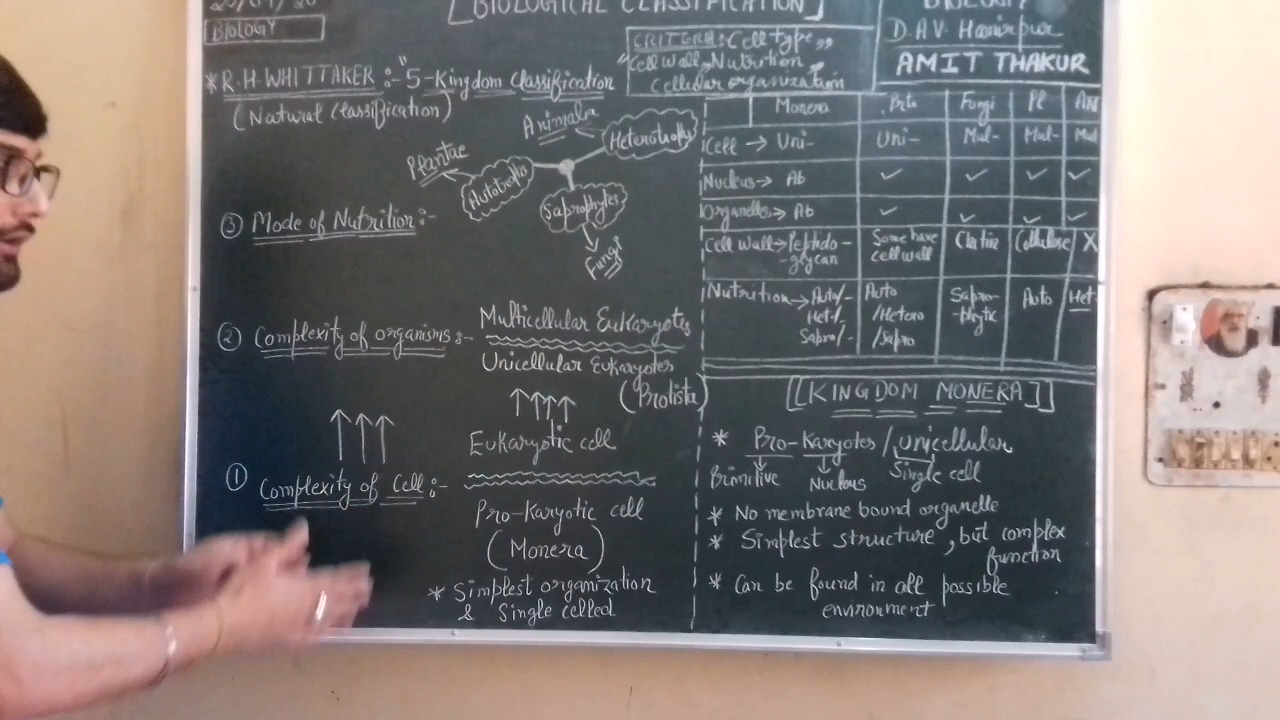 [BIOLOGICAL CLASSIFICATION]
BIOLOGY
* R.H. WHITTAKER :- "5-Kingdom classification"
(Natural classification)
CRITERIA: Cell type,
Cell Wall, Nutrition,
Cellular organization
D.A.V. Hamirpur
AMIT THAKUR
Animalia
Heterotrophs
Plantae
Autotrophs
Saprophytes
Fungi
③ Mode of Nutrition :-
② Complexity of organisms :-
Multicellular Eukaryotes
Unicellular Eukaryotes
(Protista)
Eukaryotic cell
① Complexity of Cell :-
Pro-Karyotic cell
(Monera)
* Simplest organization
& Single celled
Monera Prto Fungi Pl AN
Cell → Uni- Uni- Mul- Mul- Mul
Nucleus → Ab ✓ ✓ ✓ ✓
Organelles → Ab ✓ ✓ ✓ ✓
Cell Wall → Peptido-glycan Some have cell wall Chitin Cellulose X
Nutrition → Auto/- Auto Sapro- Auto Het-
Het-/ /Hetero -phytic
Sapro/- /Sapro
[[KINGDOM MONERA]]
* Pro-Karyotes / unicellular
Primitive Nucleus Single cell
* No membrane bound organelle
* Simplest structure, but complex
function
* Can be found in all possible
environment